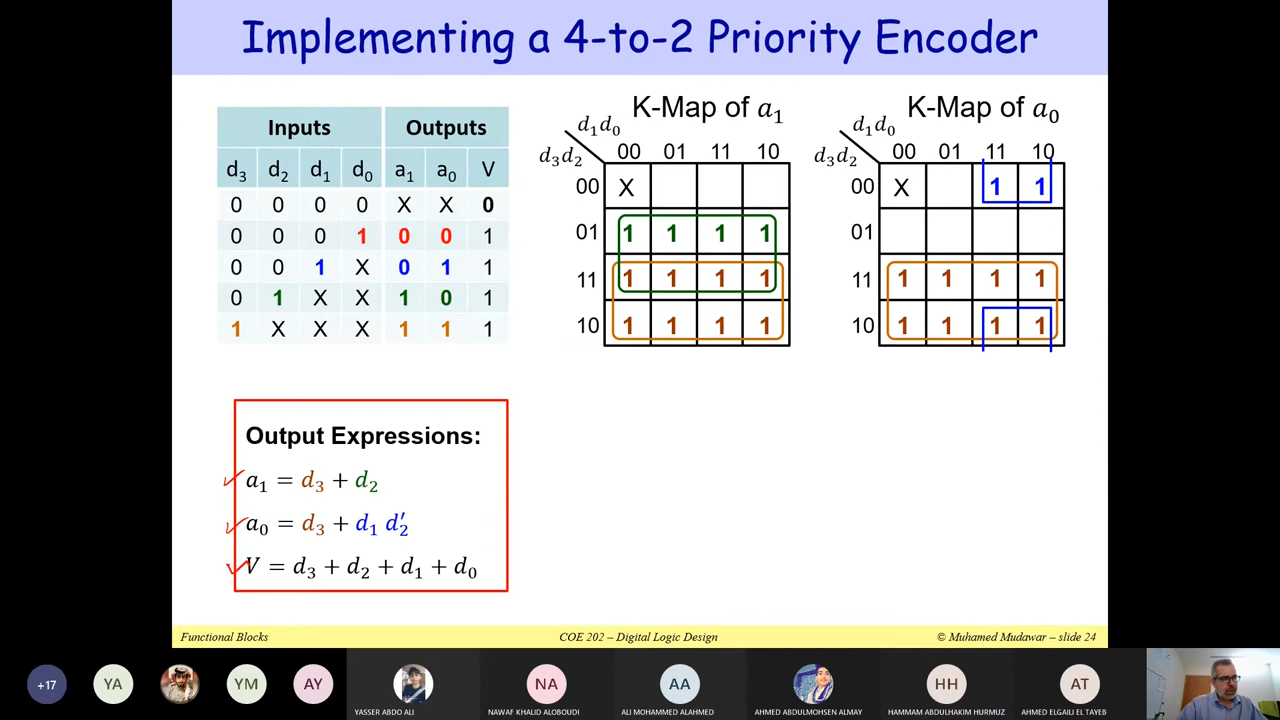 Implementing a 4-to-2 Priority Encoder
Inputs Outputs
d3 d2 d1 d0 a1 a0 V
0 0 0 0 X X 0
0 0 0 1 0 0 1
0 0 1 X 0 1 1
0 1 X X 1 0 1
1 X X X 1 1 1
K-Map of a1
d1d0
d3d2 00 01 11 10
00 X
01 1 1 1 1
11 1 1 1 1
10 1 1 1 1
K-Map of a0
d1d0
d3d2 00 01 11 10
00 X 1 1
01
11 1 1 1 1
10 1 1 1 1
Output Expressions:
a1 = d3 + d2
a0 = d3 + d1 d2′
V = d3 + d2 + d1 + d0
Functional Blocks COE 202 – Digital Logic Design © Muhamed Mudawar – slide 24
+17 YA YM AY NA AA HH AT
YASSER ABDO ALI NAWAF KHALID ALOBOUDI ALI MOHAMMED ALAHMED AHMED ABDULMOHSEN ALMAY HAMMAM ABDULHAKIM HURMUZ AHMED ELGAILI EL TAYEB